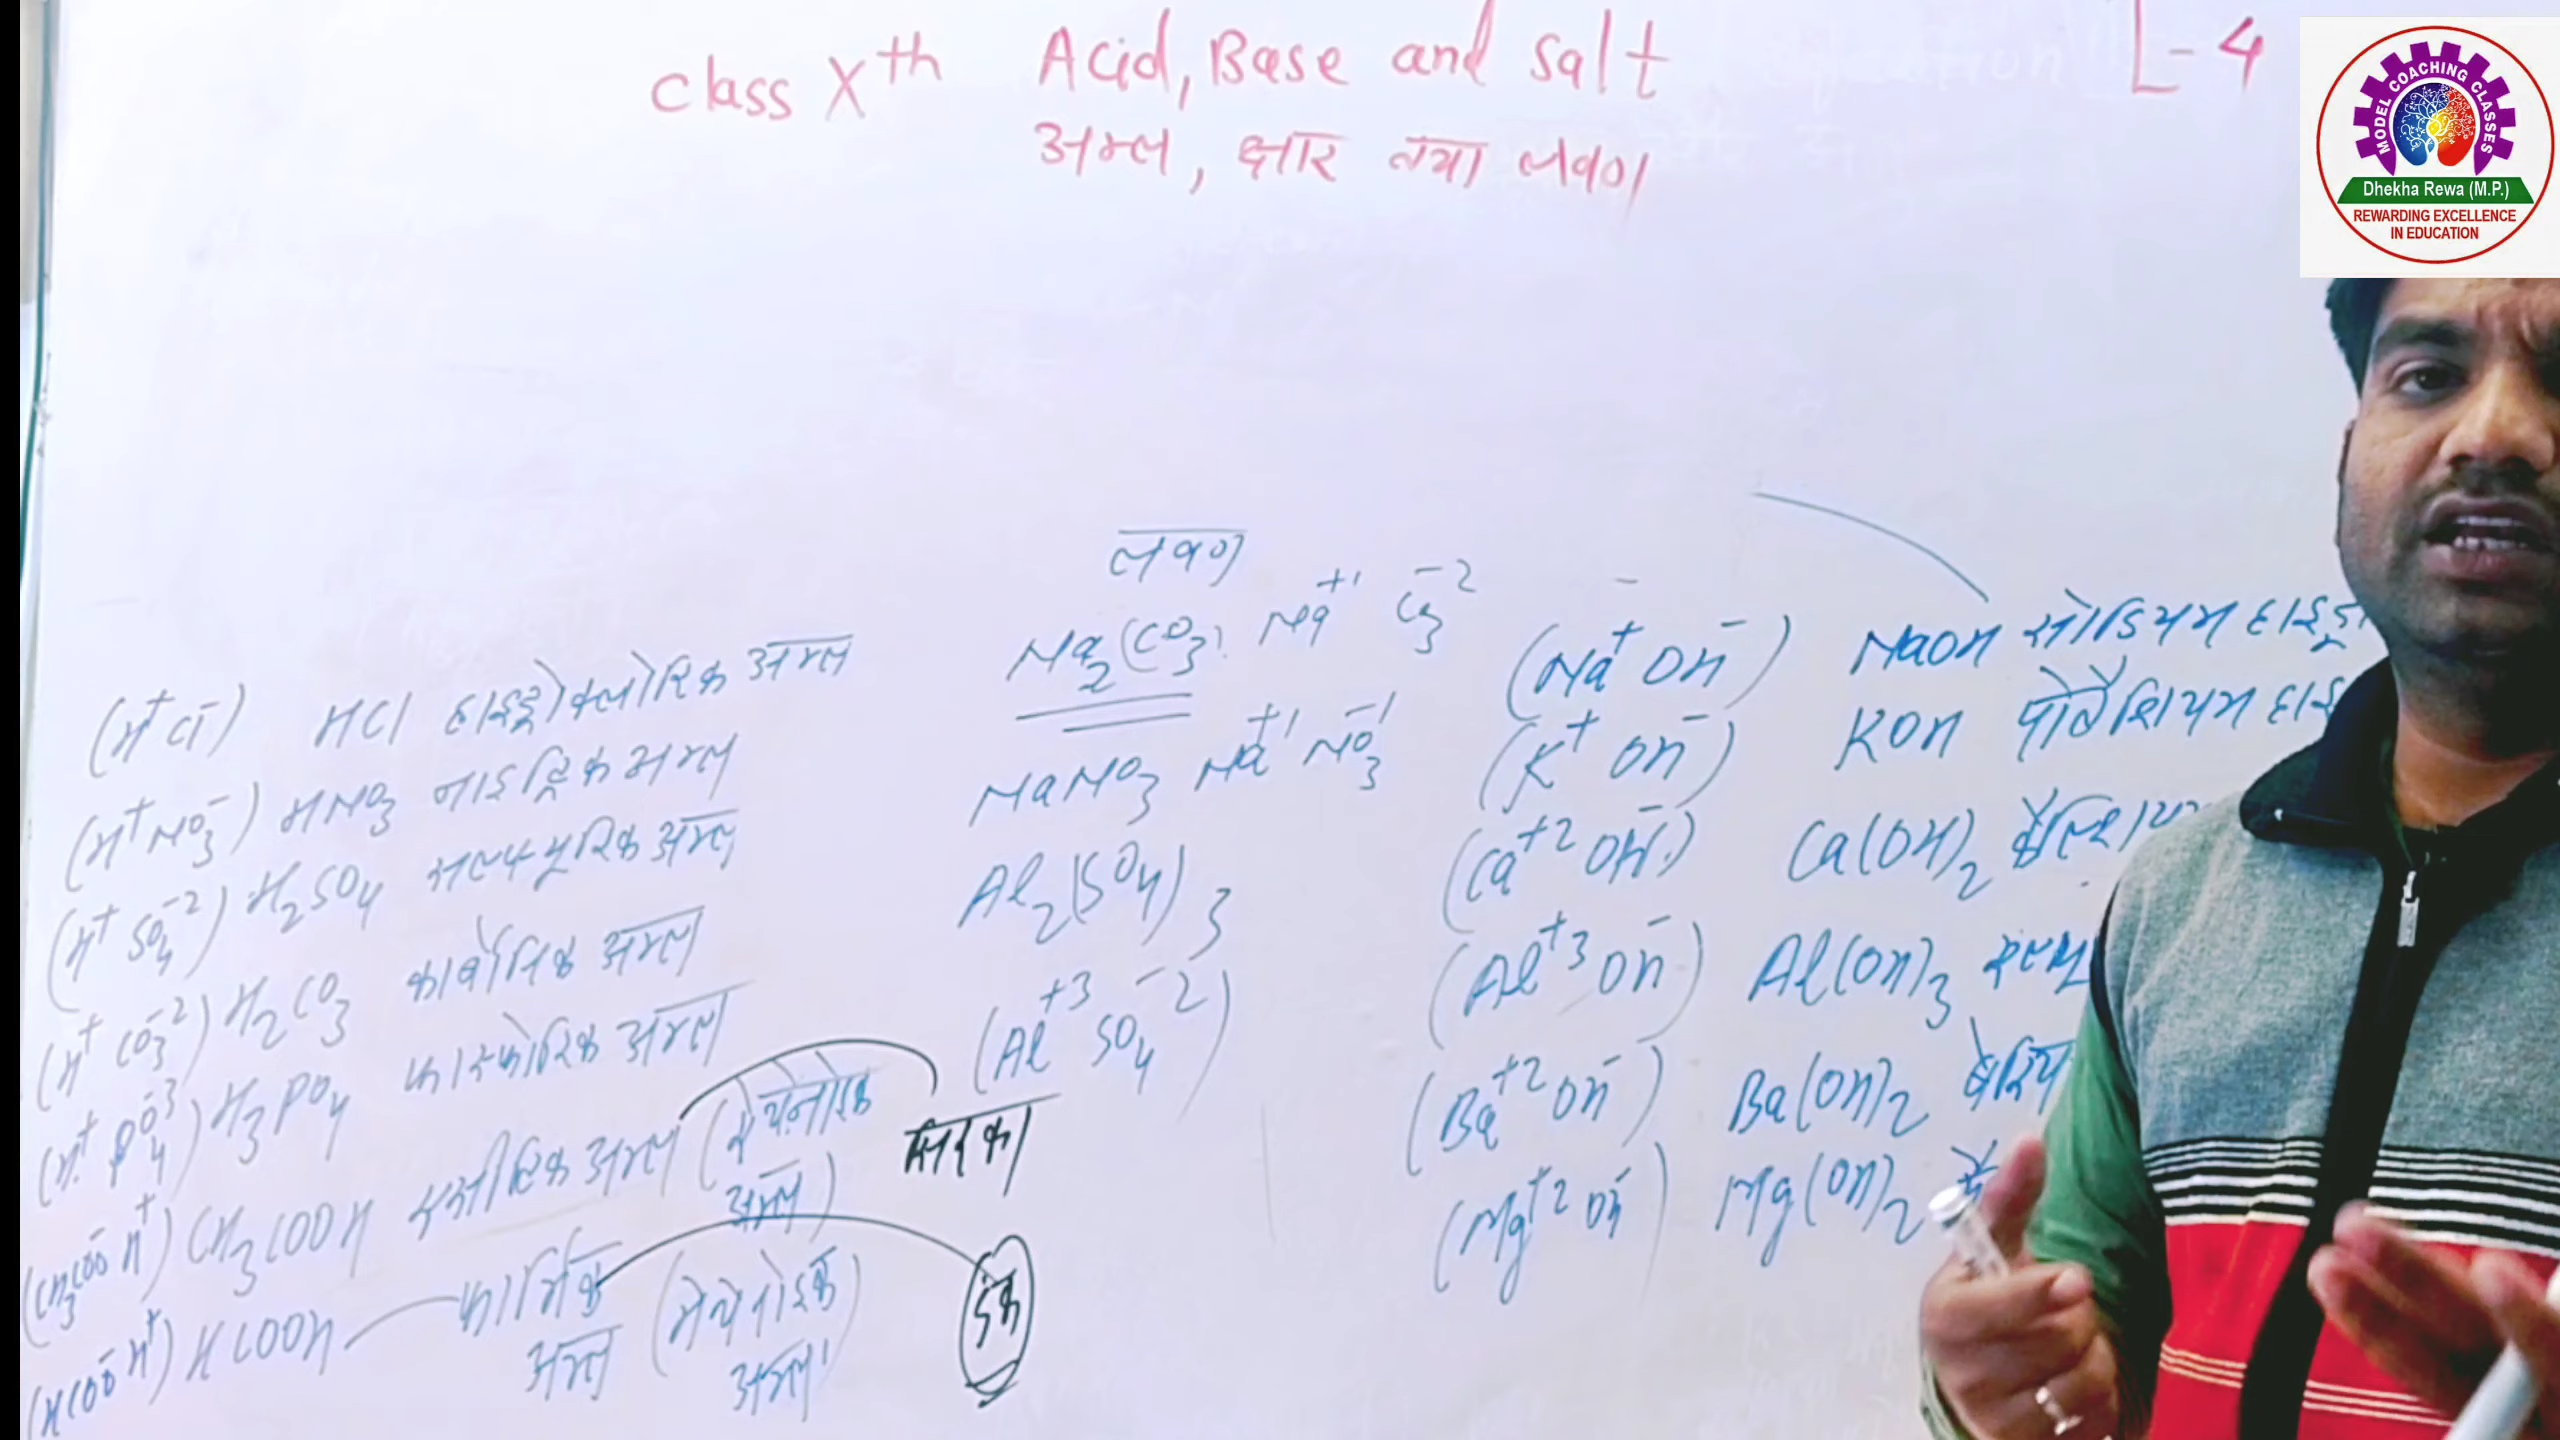 class Xth Acid, Base and Salt L-4
अम्ल, क्षार तथा लवण
MODEL COACHING CLASSES
Dhekha Rewa (M.P.)
REWARDING EXCELLENCE
IN EDUCATION
(H+ Cl-) HCl हाइड्रोक्लोरिक अम्ल
(H+ NO3-) HNO3 नाइट्रिक अम्ल
(H+ SO4-2) H2SO4 सल्फ्यूरिक अम्ल
(H+ CO3-2) H2CO3 कार्बोनिक अम्ल
(H+ PO4-3) H3PO4 फास्फोरिक अम्ल
(CH3COO- H+) CH3COOH एसीटिक अम्ल (एथेनोइक अम्ल) सिरका
(HCOO- H+) HCOOH फार्मिक अम्ल (मेथेनोइक अम्ल) डंक
लवण
Na2(CO3) Na+1 CO3-2
NaNO3 Na+1 NO3-1
Al2(SO4)3
(Al+3 SO4-2)
(Na+ OH-) NaOH सोडियम
(K+ OH-) KOH पोटैशियम
(Ca+2 OH-) Ca(OH)2
(Al+3 OH-) Al(OH)3
(Ba+2 OH-) Ba(OH)2
(Mg+2 OH-) Mg(OH)2